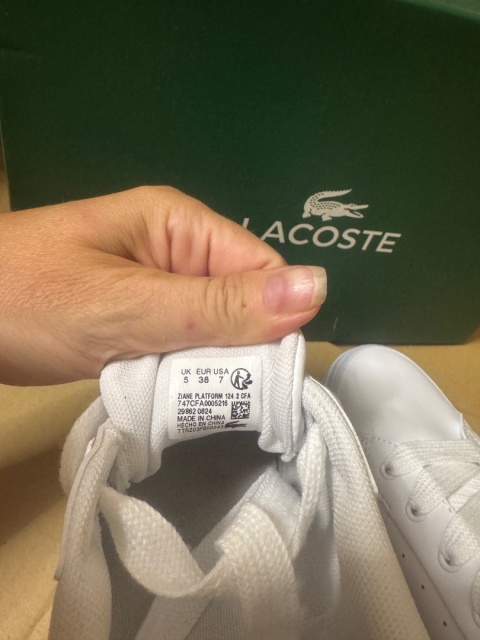 LACOSTE
UK EUR USA
5 38 7
ZIANE PLATFORM 124 2 CFA
747CFA0005216
29862 0824
MADE IN CHINA
HECHO EN CHINA